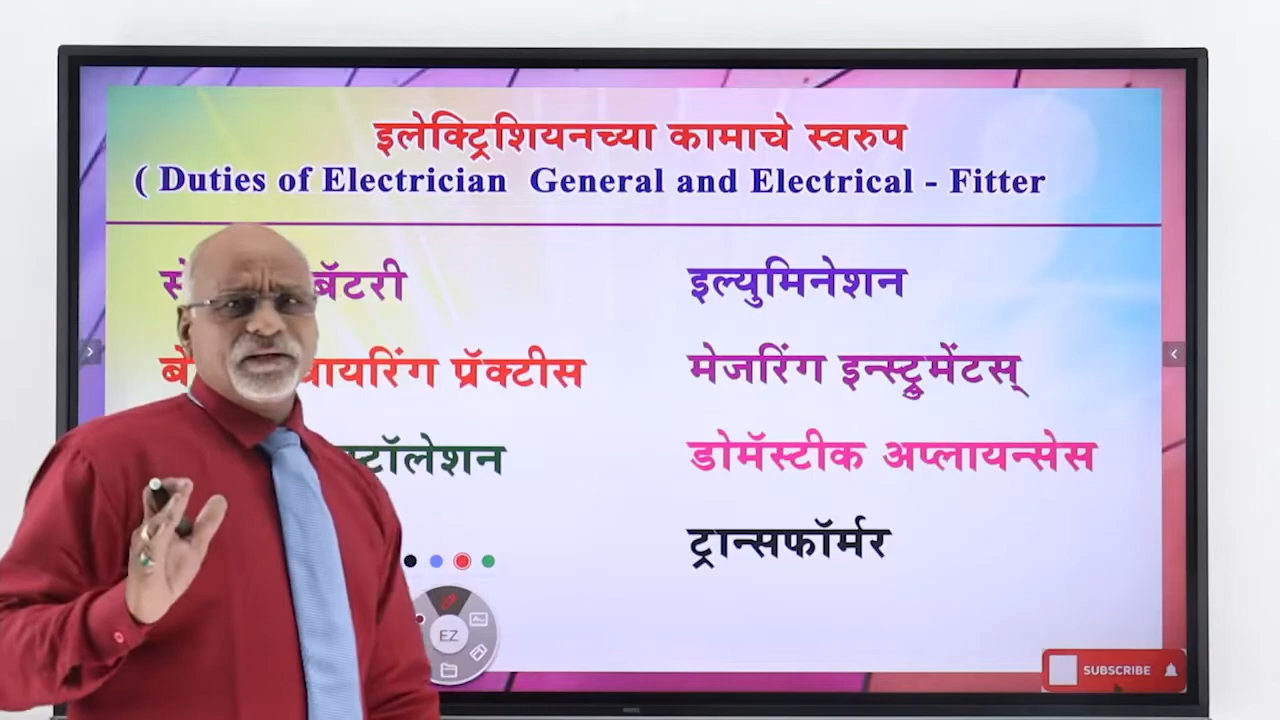 इलेक्ट्रिशियनच्या कामाचे स्वरुप
( Duties of Electrician General and Electrical - Fitter
बॅटरी
वायरिंग प्रॅक्टीस
इल्युमिनेशन
मेजरिंग इन्स्ट्रुमेंटस्
डोमॅस्टीक अप्लायन्सेस
ट्रान्सफॉर्मर
EZ
SUBSCRIBE